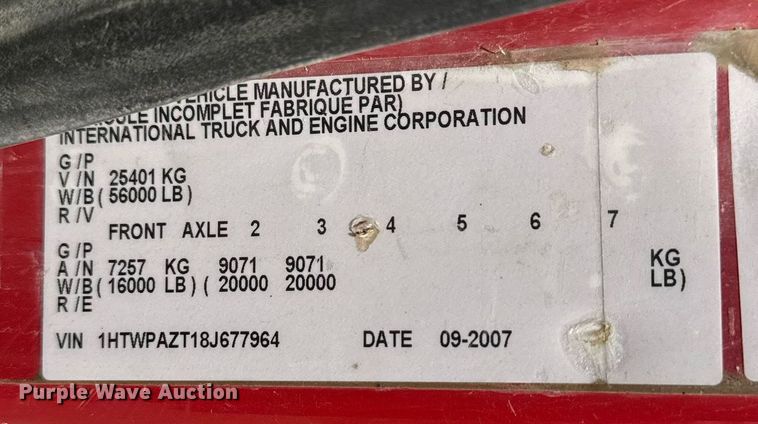 VEHICLE MANUFACTURED BY /
INCOMPLET FABRIQUE PAR)
INTERNATIONAL TRUCK AND ENGINE CORPORATION
G /P
V /N 25401 KG
W/B ( 56000 LB )
R /V
FRONT AXLE 2 3 4 5 6 7
G /P
A /N 7257 KG 9071 9071 KG
W/B ( 16000 LB ) ( 20000 20000 LB )
R /E
VIN 1HTWPAZT18J677964 DATE 09-2007
Purple Wave Auction